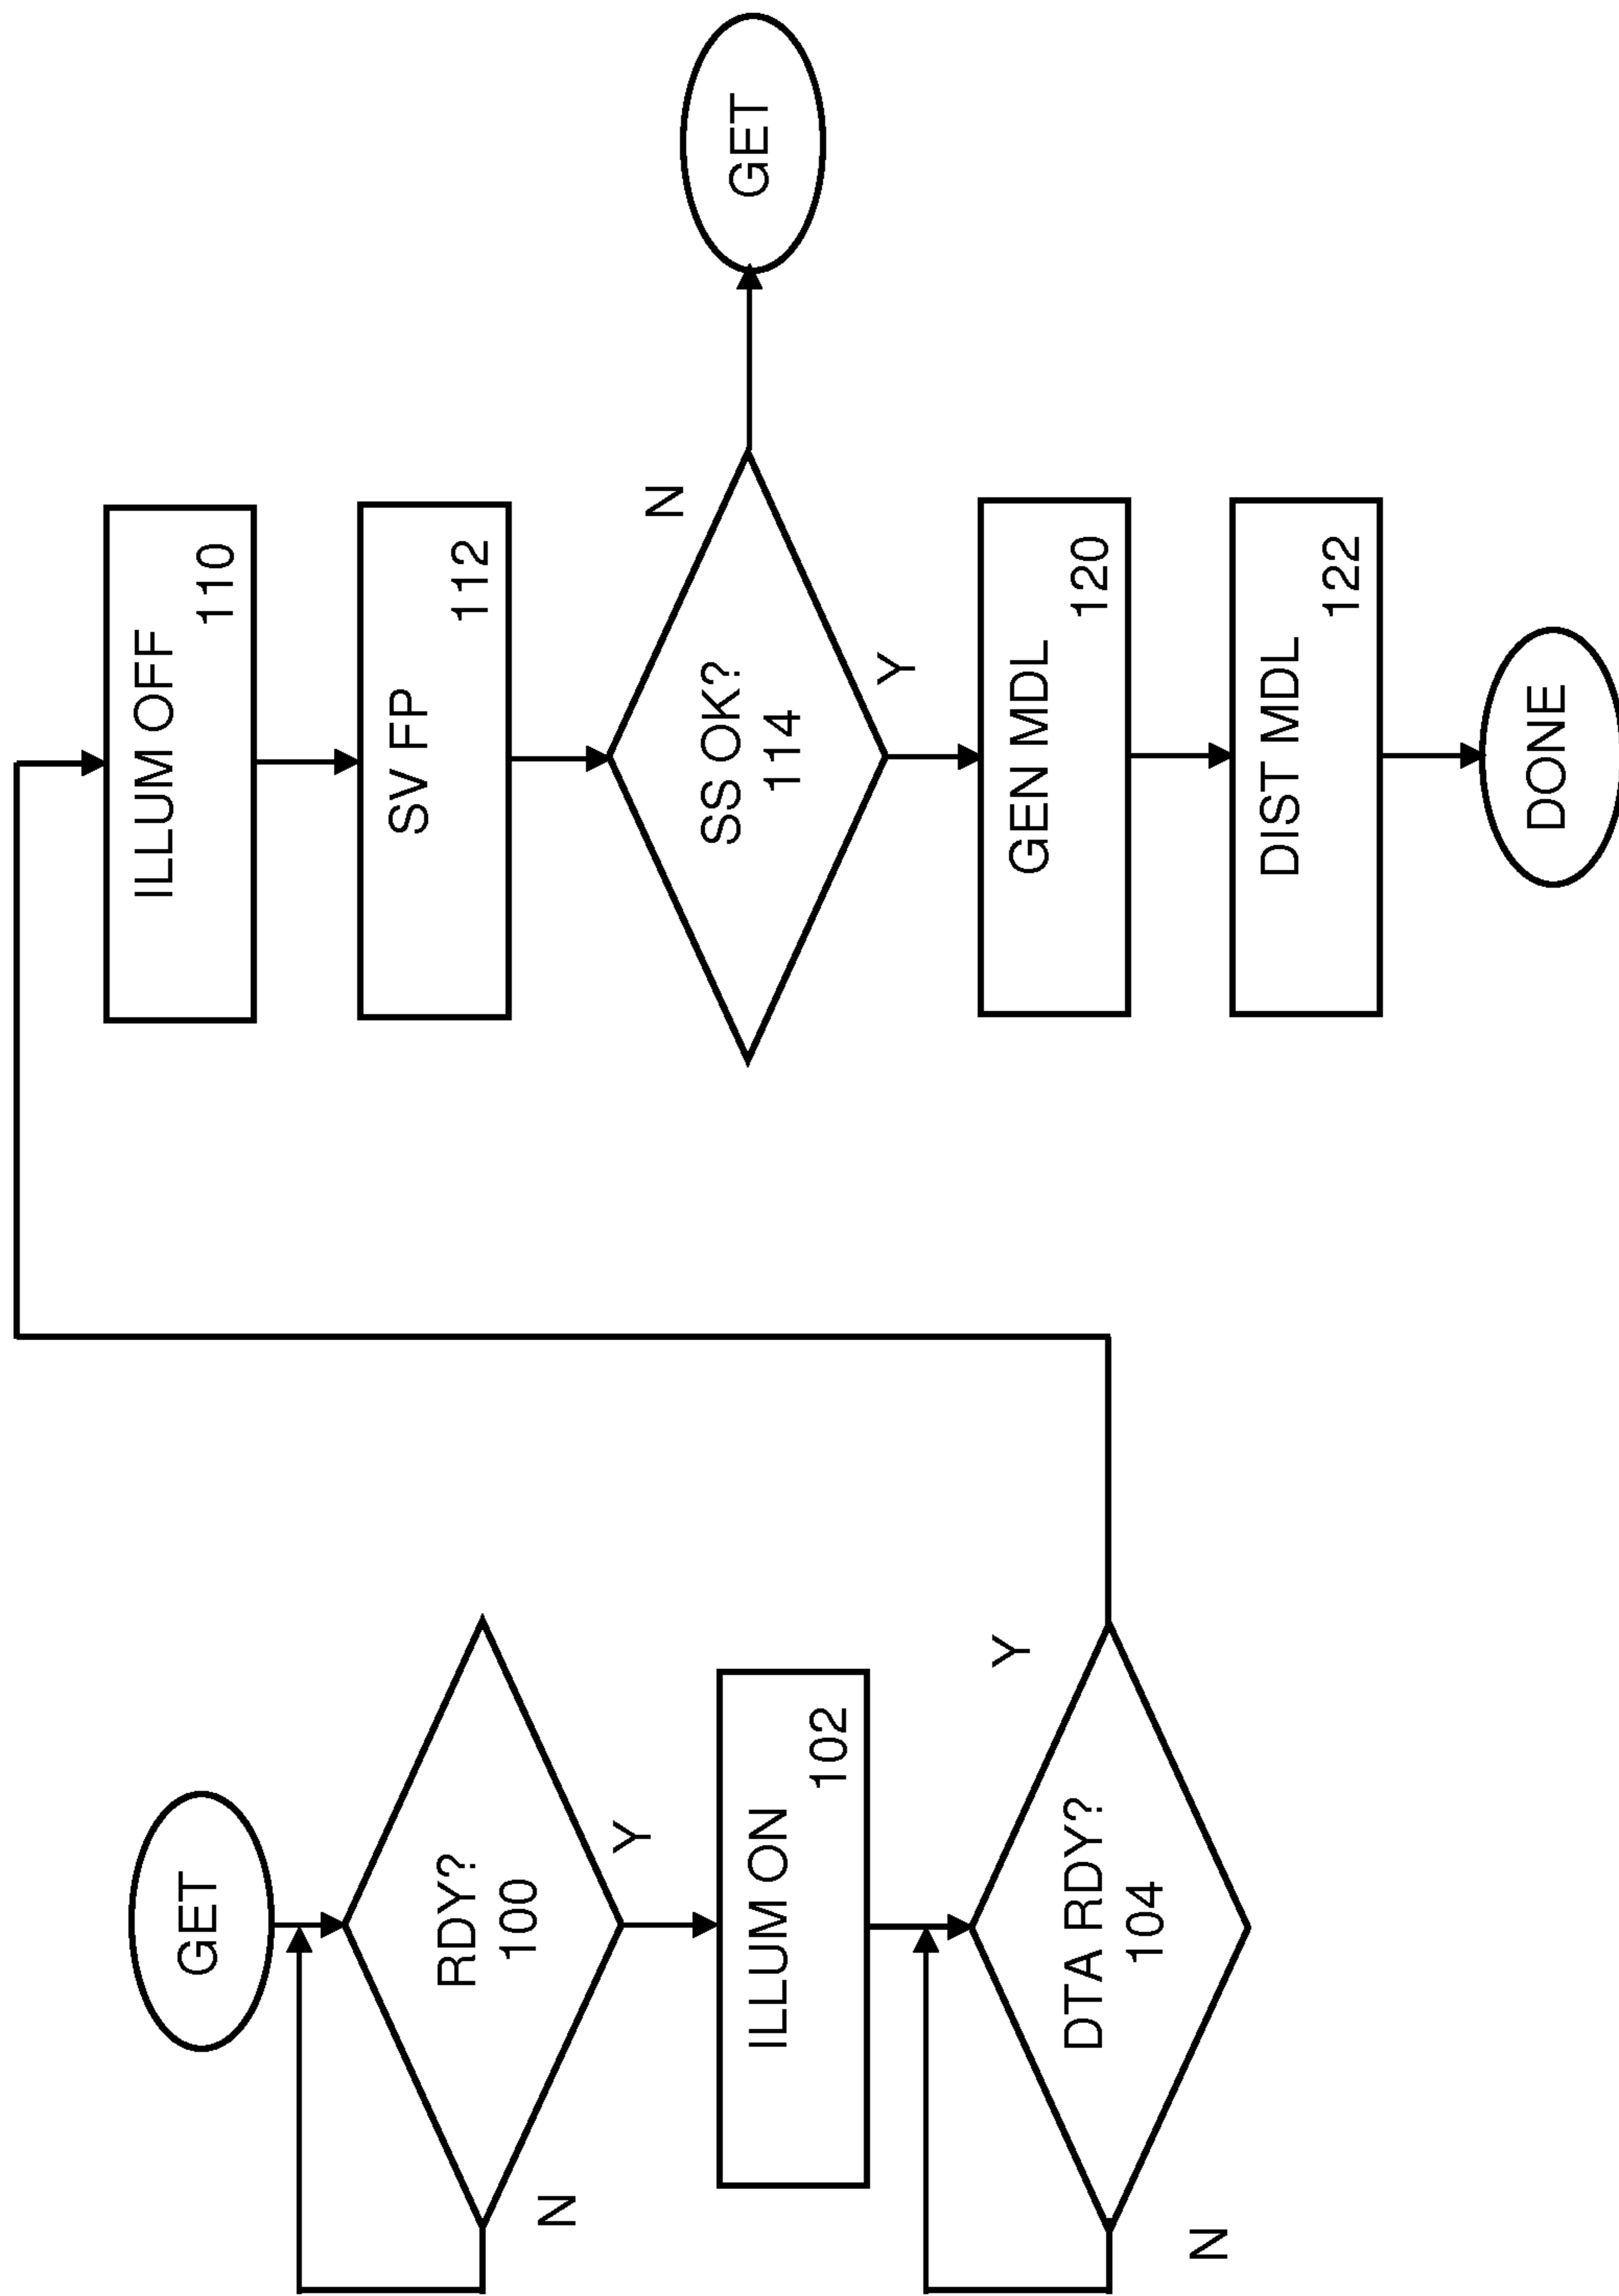 GET
RDY?
100
N
Y
ILLUM ON
102
DTA RDY?
104
N
Y
ILLUM OFF
110
SV FP
112
SS OK?
114
N
GET
Y
GEN MDL
120
DIST MDL
122
DONE